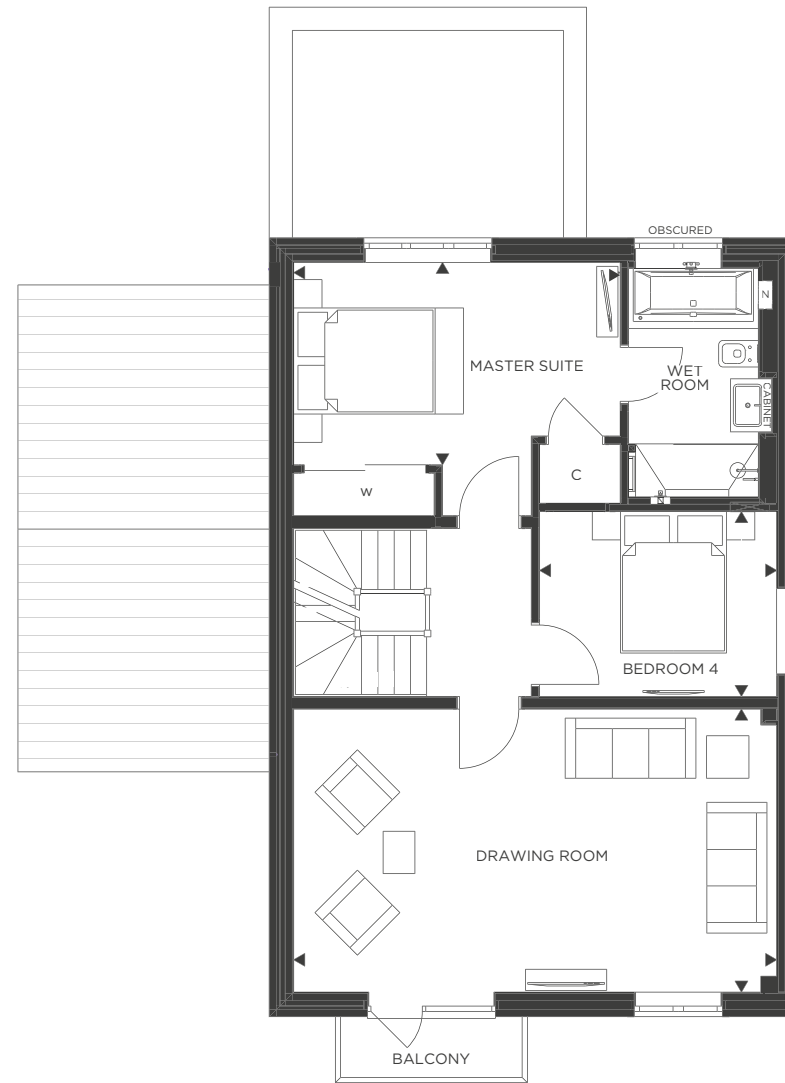 OBSCURED
N
MASTER SUITE
WET
ROOM
CABINET
C
W
BEDROOM 4
DRAWING ROOM
BALCONY